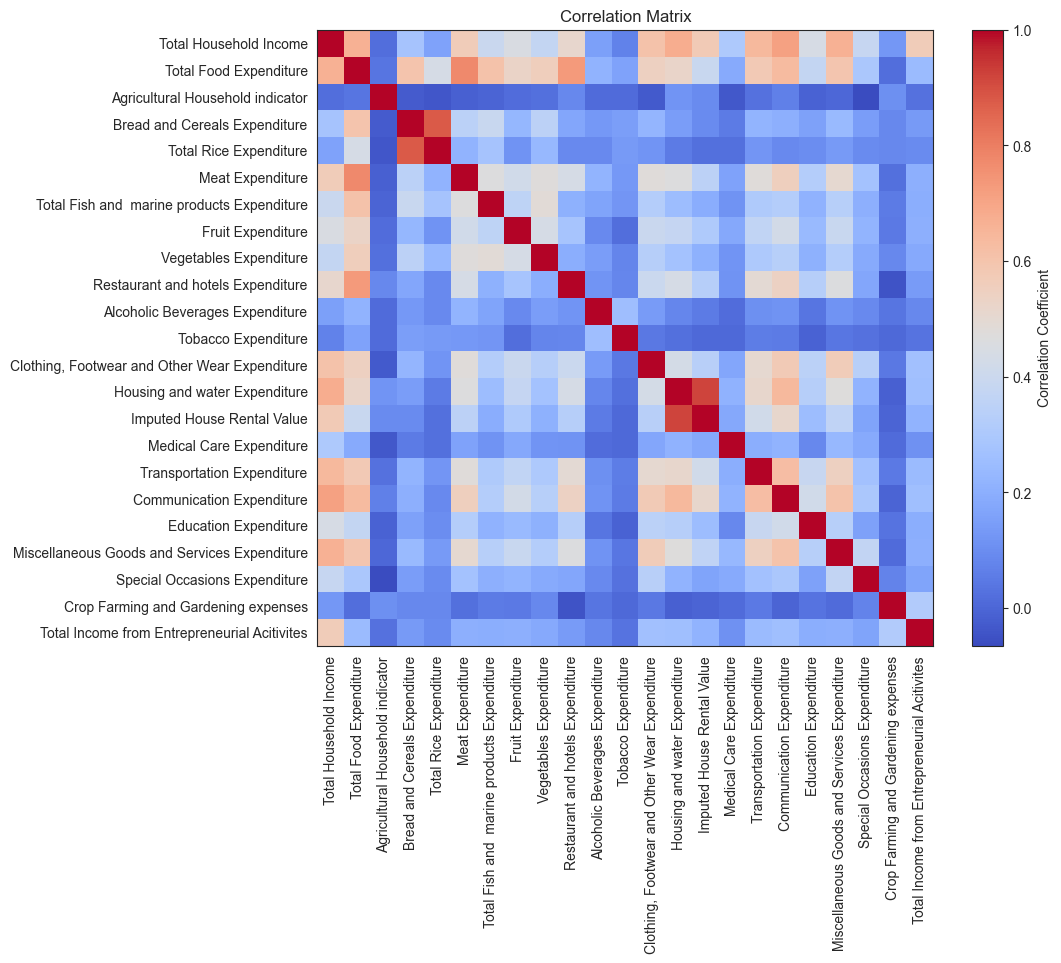 Correlation Matrix
Total Household Income
Total Food Expenditure
Agricultural Household indicator
Bread and Cereals Expenditure
Total Rice Expenditure
Meat Expenditure
Total Fish and  marine products Expenditure
Fruit Expenditure
Vegetables Expenditure
Restaurant and hotels Expenditure
Alcoholic Beverages Expenditure
Tobacco Expenditure
Clothing, Footwear and Other Wear Expenditure
Housing and water Expenditure
Imputed House Rental Value
Medical Care Expenditure
Transportation Expenditure
Communication Expenditure
Education Expenditure
Miscellaneous Goods and Services Expenditure
Special Occasions Expenditure
Crop Farming and Gardening expenses
Total Income from Entrepreneurial Acitivites
Total Household Income
Total Food Expenditure
Agricultural Household indicator
Bread and Cereals Expenditure
Total Rice Expenditure
Meat Expenditure
Total Fish and  marine products Expenditure
Fruit Expenditure
Vegetables Expenditure
Restaurant and hotels Expenditure
Alcoholic Beverages Expenditure
Tobacco Expenditure
Clothing, Footwear and Other Wear Expenditure
Housing and water Expenditure
Imputed House Rental Value
Medical Care Expenditure
Transportation Expenditure
Communication Expenditure
Education Expenditure
Miscellaneous Goods and Services Expenditure
Special Occasions Expenditure
Crop Farming and Gardening expenses
Total Income from Entrepreneurial Acitivites
1.0
0.8
0.6
0.4
0.2
0.0
Correlation Coefficient